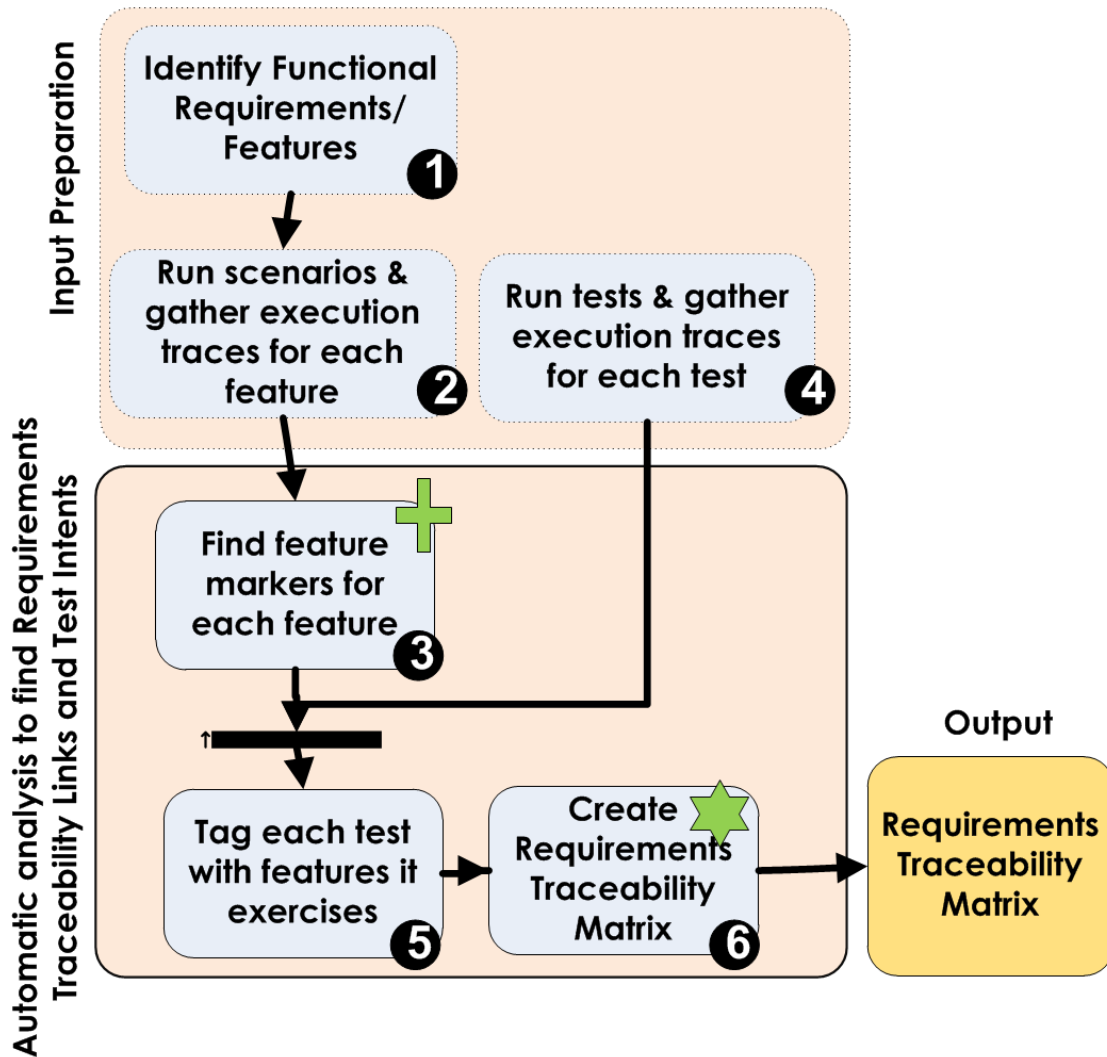 Input Preparation
Identify Functional
Requirements/
Features
1
Run scenarios &
gather execution
traces for each
feature
2
Run tests & gather
execution traces
for each test
4
Automatic analysis to find Requirements
Traceability Links and Test Intents
Find feature
markers for
each feature
3
↑
Tag each test
with features it
exercises
5
Create
Requirements
Traceability
Matrix
6
Output
Requirements
Traceability
Matrix